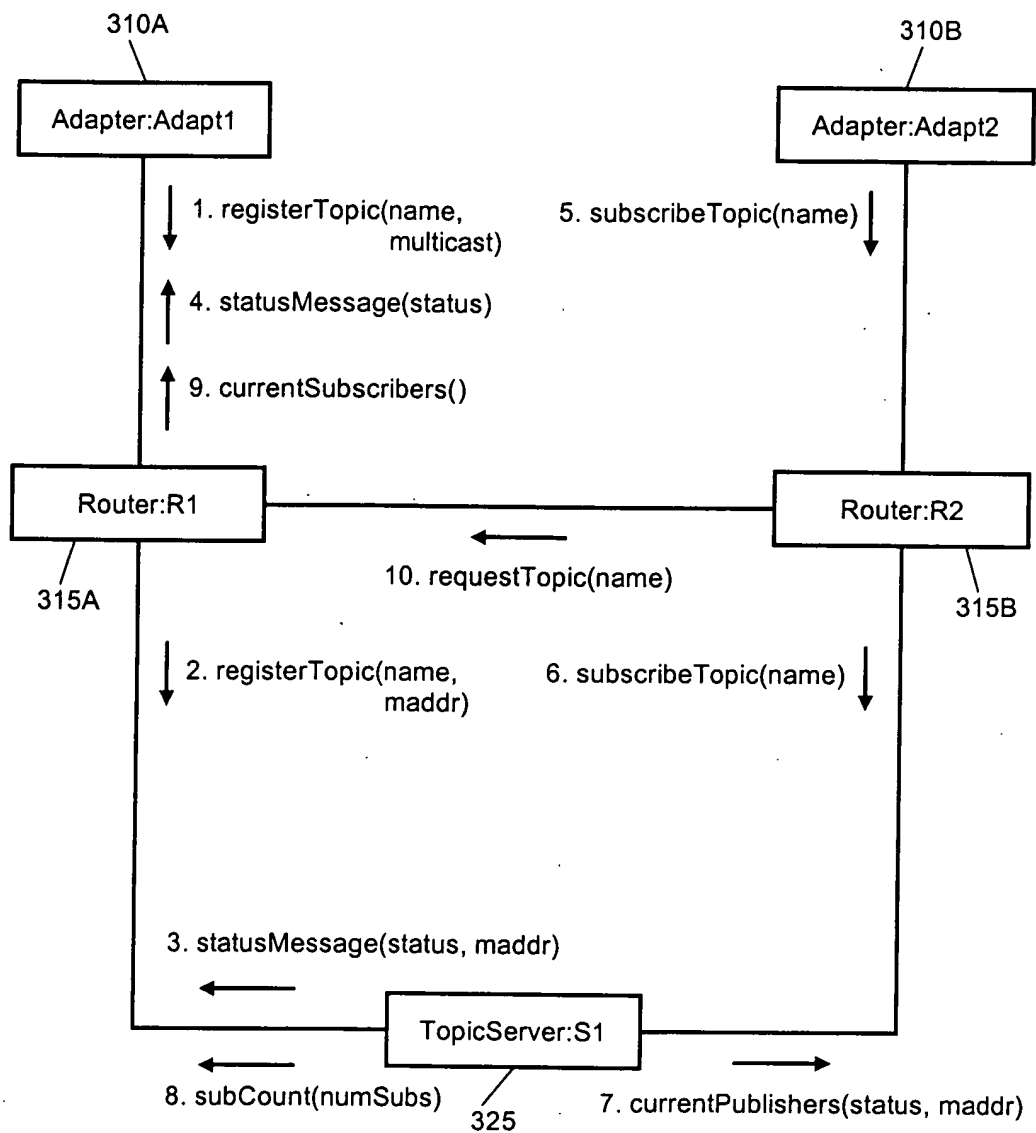 310A
310B
Adapter:Adapt1
Adapter:Adapt2
1. registerTopic(name,
multicast)
5. subscribeTopic(name)
4. statusMessage(status)
9. currentSubscribers()
Router:R1
Router:R2
10. requestTopic(name)
315A
315B
2. registerTopic(name,
maddr)
6. subscribeTopic(name)
3. statusMessage(status, maddr)
TopicServer:S1
8. subCount(numSubs)
325
7. currentPublishers(status, maddr)